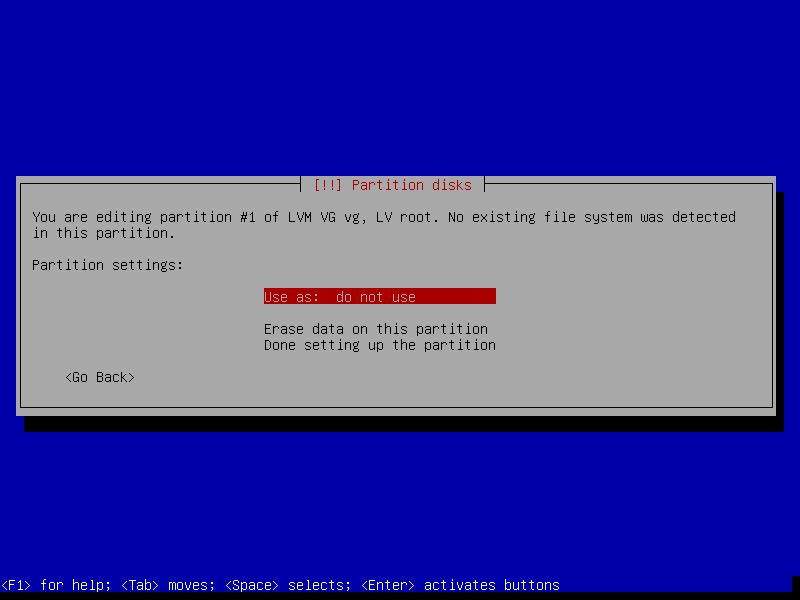 [!!] Partition disks
You are editing partition #1 of LVM VG vg, LV root. No existing file system was detected
in this partition.
Partition settings:
Use as:  do not use
Erase data on this partition
Done setting up the partition
<Go Back>
<F1> for help; <Tab> moves; <Space> selects; <Enter> activates buttons